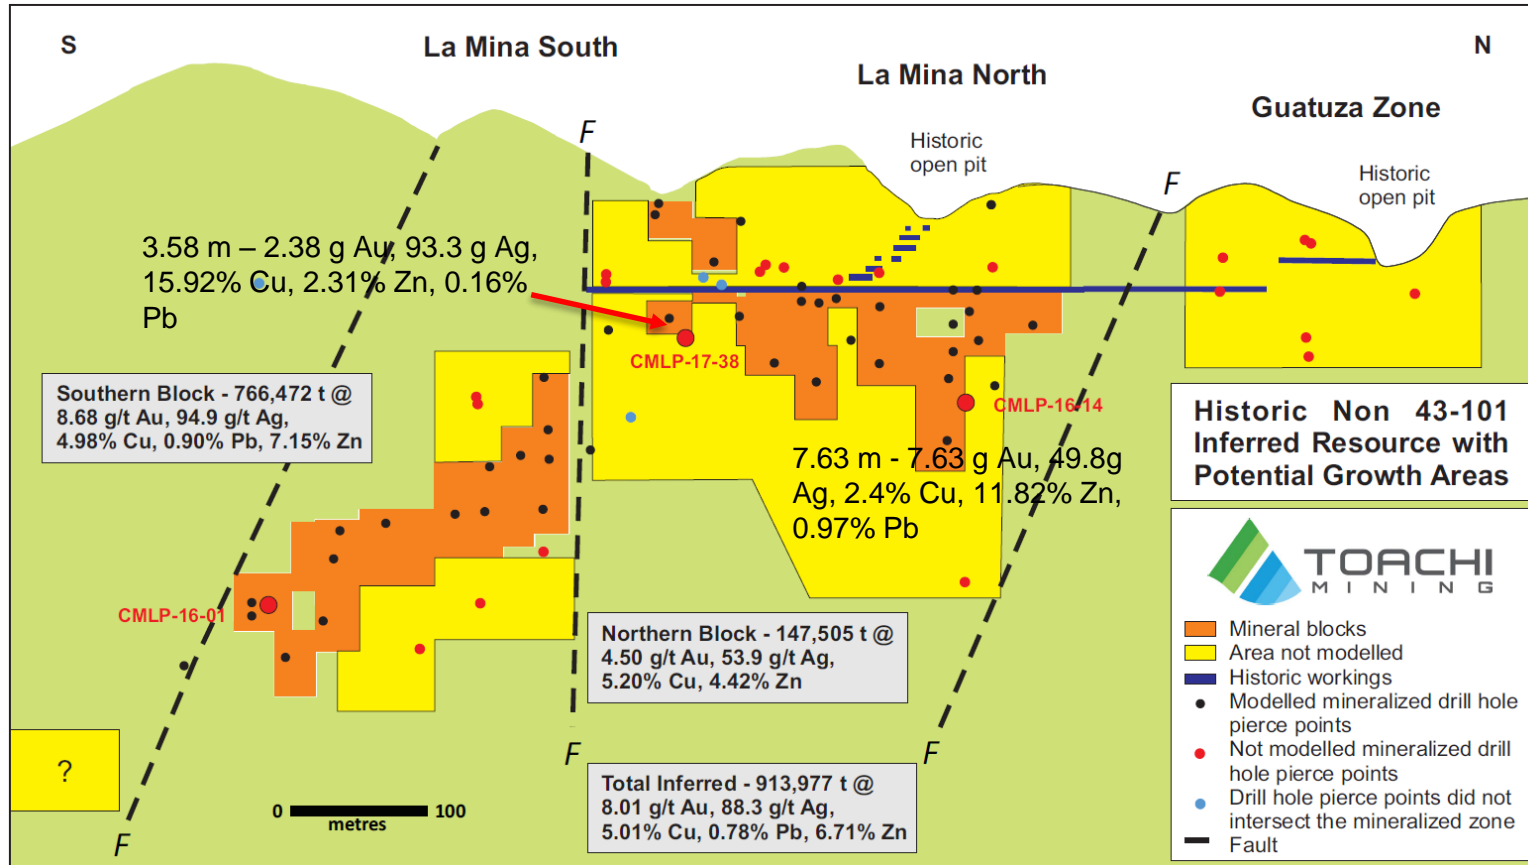 S
La Mina South
La Mina North
N
Guatuza Zone
F
Historic
open pit
Historic
open pit
F
3.58 m – 2.38 g Au, 93.3 g Ag,
15.92% Cu, 2.31% Zn, 0.16%
Pb
CMLP-17-38
Southern Block - 766,472 t @
8.68 g/t Au, 94.9 g/t Ag,
4.98% Cu, 0.90% Pb, 7.15% Zn
CMLP-16-14
7.63 m - 7.63 g Au, 49.8g
Ag, 2.4% Cu, 11.82% Zn,
0.97% Pb
Historic Non 43-101
Inferred Resource with
Potential Growth Areas
CMLP-16-01
Northern Block - 147,505 t @
4.50 g/t Au, 53.9 g/t Ag,
5.20% Cu, 4.42% Zn
TOACHI
MINING
Mineral blocks
Area not modelled
Historic workings
Modelled mineralized drill hole
pierce points
Not modelled mineralized drill
hole pierce points
Drill hole pierce points did not
intersect the mineralized zone
Fault
?
F
F
Total Inferred - 913,977 t @
8.01 g/t Au, 88.3 g/t Ag,
5.01% Cu, 0.78% Pb, 6.71% Zn
0 100
metres
F